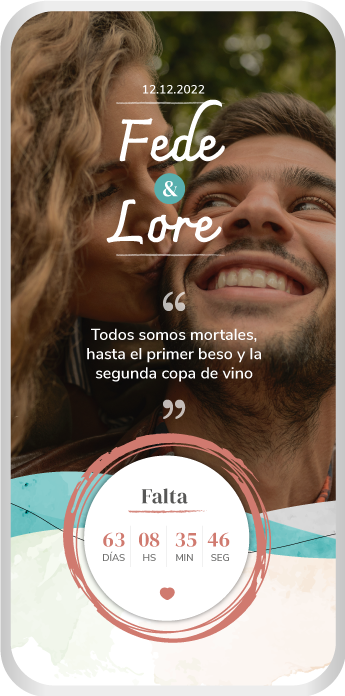 12.12.2022
Fede
&
Lore
“
Todos somos mortales,
hasta el primer beso y la
segunda copa de vino
”
Falta
63 08 35 46
DÍAS HS MIN SEG